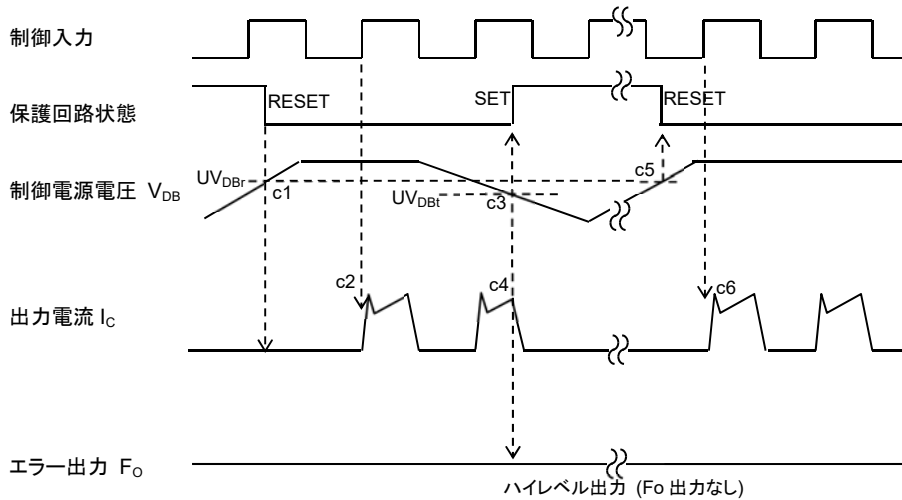 制御入力
保護回路状態
RESET
SET
RESET
制御電源電圧 VDB
UVDBr
c1
UVDBt
c3
c5
出力電流 IC
c2
c4
c6
エラー出力 FO
ハイレベル出力 (Fo 出力なし)